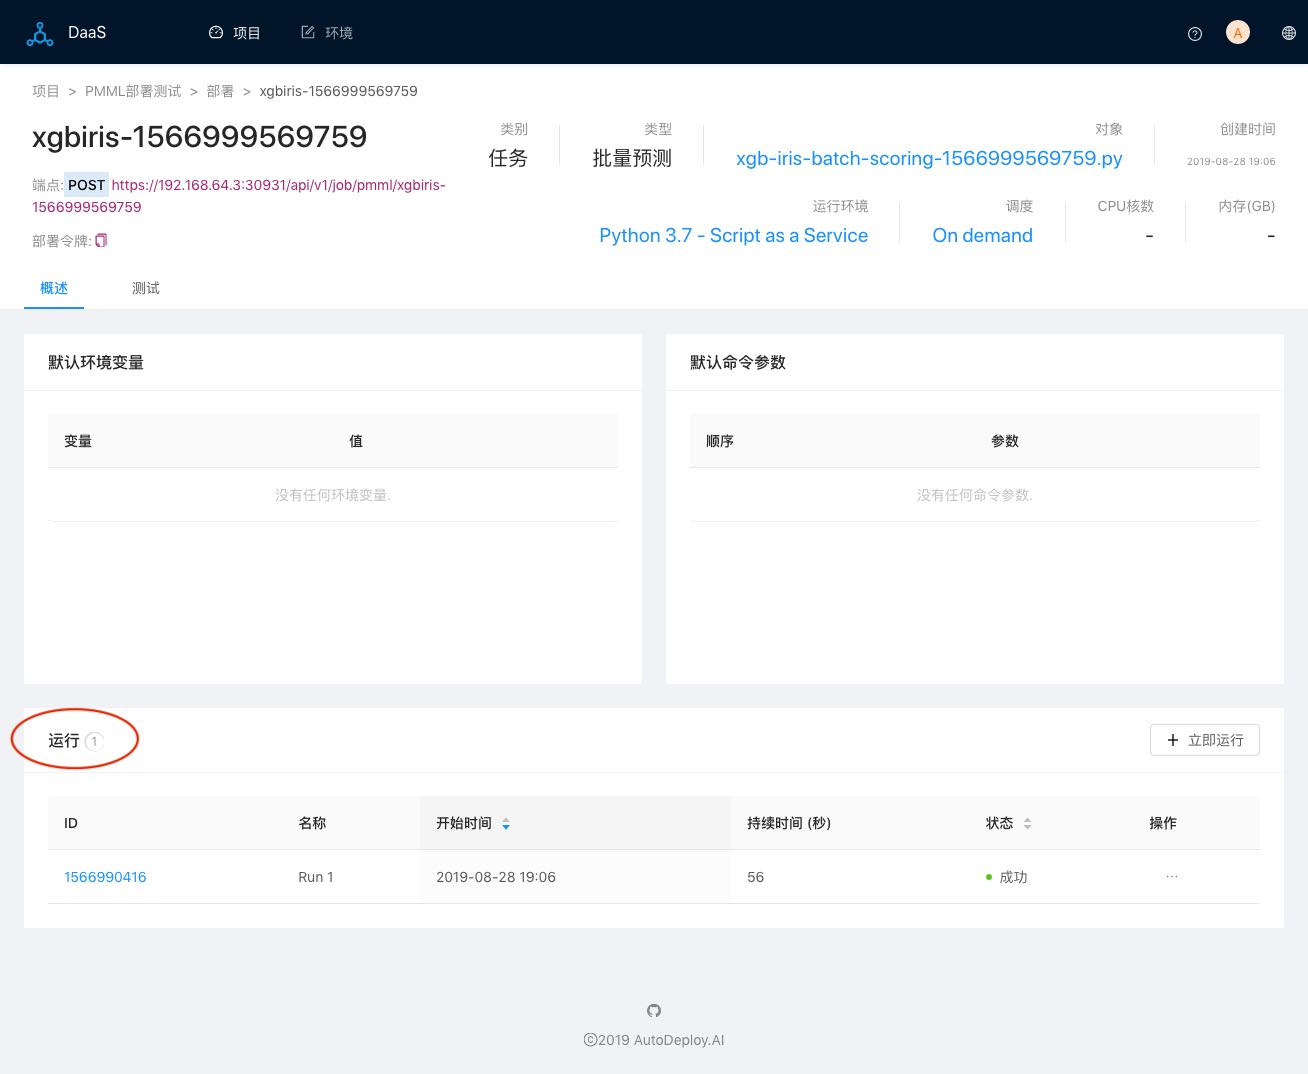 DaaS
项目
环境
A
项目 > PMML部署测试 > 部署 > xgbiris-1566999569759
xgbiris-1566999569759
端点: POST https://192.168.64.3:30931/api/v1/job/pmml/xgbiris-
1566999569759
部署令牌:
类别
任务
类型
批量预测
对象
xgb-iris-batch-scoring-1566999569759.py
创建时间
2019-08-28 19:06
运行环境
Python 3.7 - Script as a Service
调度
On demand
CPU核数
-
内存(GB)
-
概述
测试
默认环境变量
变量 值
没有任何环境变量.
默认命令参数
顺序 参数
没有任何命令参数.
运行 1
+ 立即运行
ID 名称 开始时间 持续时间 (秒) 状态 操作
1566990416 Run 1 2019-08-28 19:06 56 成功 ...
©2019 AutoDeploy.AI